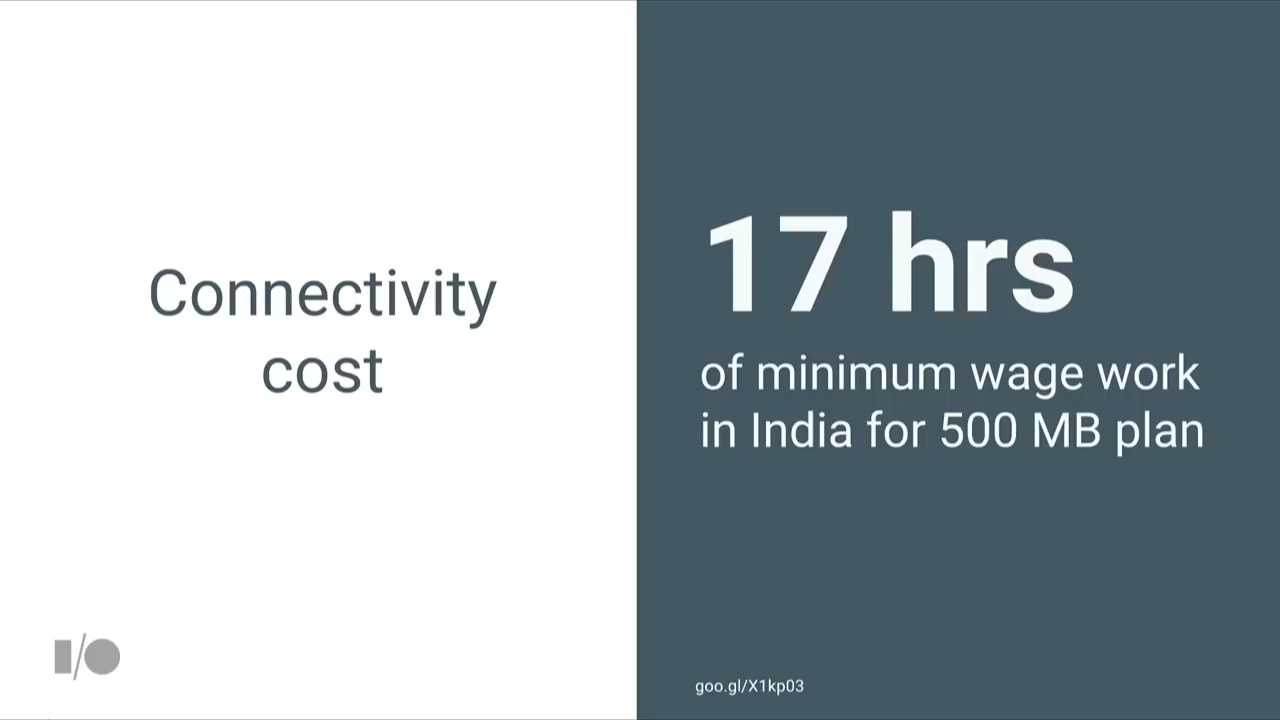 Connectivity
cost
17 hrs
of minimum wage work
in India for 500 MB plan
I/O
goo.gl/X1kp03